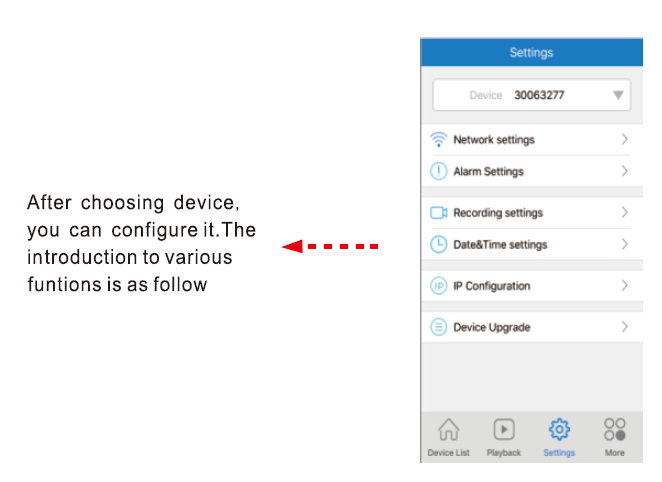 Settings
Device 30063277
Network settings
Alarm Settings
After choosing device,
you can configure it.The
introduction to various
funtions is as follow
Recording settings
Date&Time settings
IP IP Configuration
Device Upgrade
Device List Playback Settings More